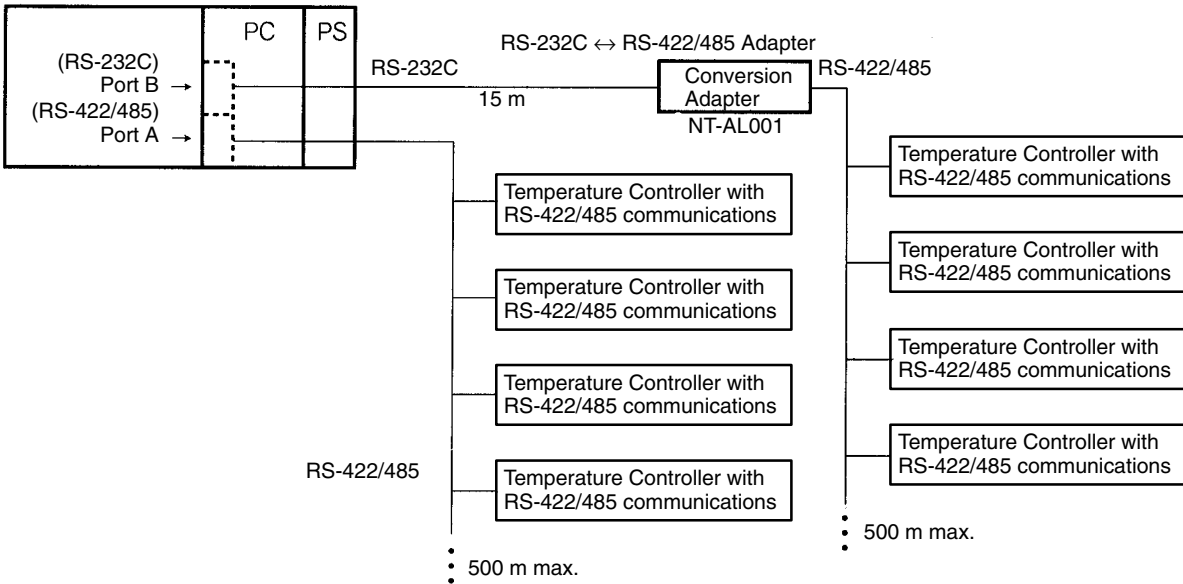 PC
PS
(RS-232C)
Port B →
(RS-422/485)
Port A →
RS-232C
15 m
RS-232C ↔ RS-422/485 Adapter
Conversion
Adapter
NT-AL001
RS-422/485
Temperature Controller with
RS-422/485 communications
Temperature Controller with
RS-422/485 communications
Temperature Controller with
RS-422/485 communications
Temperature Controller with
RS-422/485 communications
RS-422/485
500 m max.
Temperature Controller with
RS-422/485 communications
Temperature Controller with
RS-422/485 communications
Temperature Controller with
RS-422/485 communications
Temperature Controller with
RS-422/485 communications
500 m max.